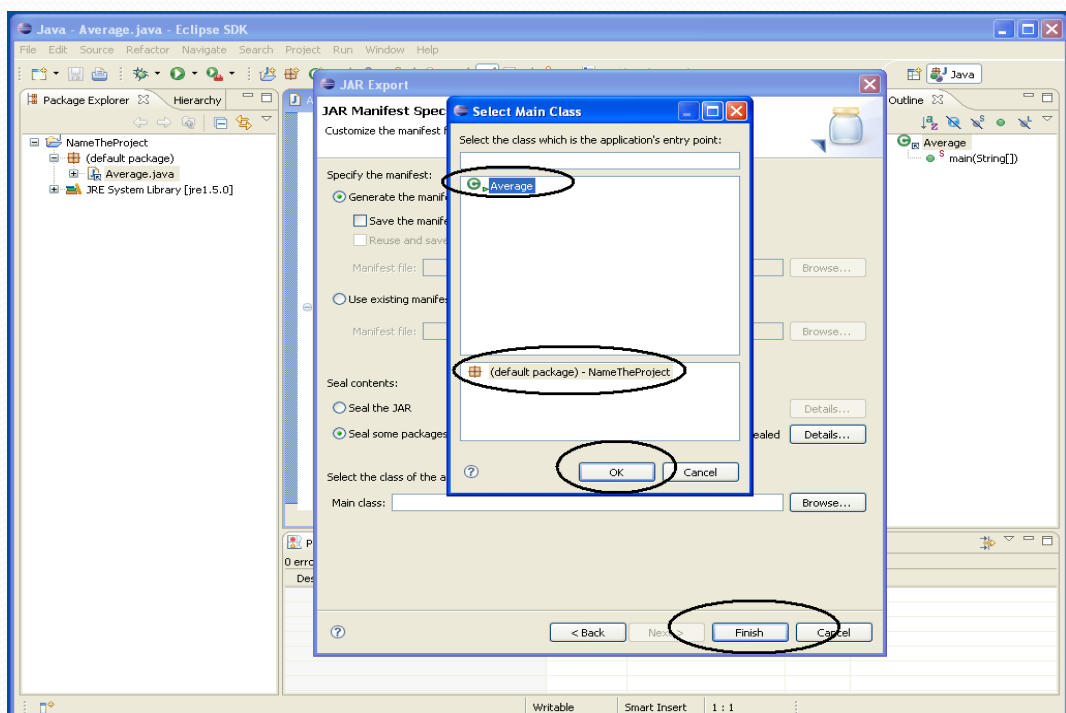 Java - Average.java - Eclipse SDK
File Edit Source Refactor Navigate Search Project Run Window Help
Java
Package Explorer Hierarchy
NameTheProject
(default package)
Average.java
JRE System Library [jre1.5.0]
JAR Export
JAR Manifest Spec
Customize the manifest f
Specify the manifest:
Generate the manife
Save the manife
Reuse and save
Manifest file: Browse...
Use existing manifes
Manifest file: Browse...
Seal contents:
Seal the JAR Details...
Seal some packages ealed Details...
Select the class of the a
Main class: Browse...
< Back Next > Finish Cancel
Select Main Class
Select the class which is the application's entry point:
Average
(default package) - NameTheProject
OK Cancel
Outline
Average
main(String[])
P
0 erro
Des
Writable Smart Insert 1 : 1